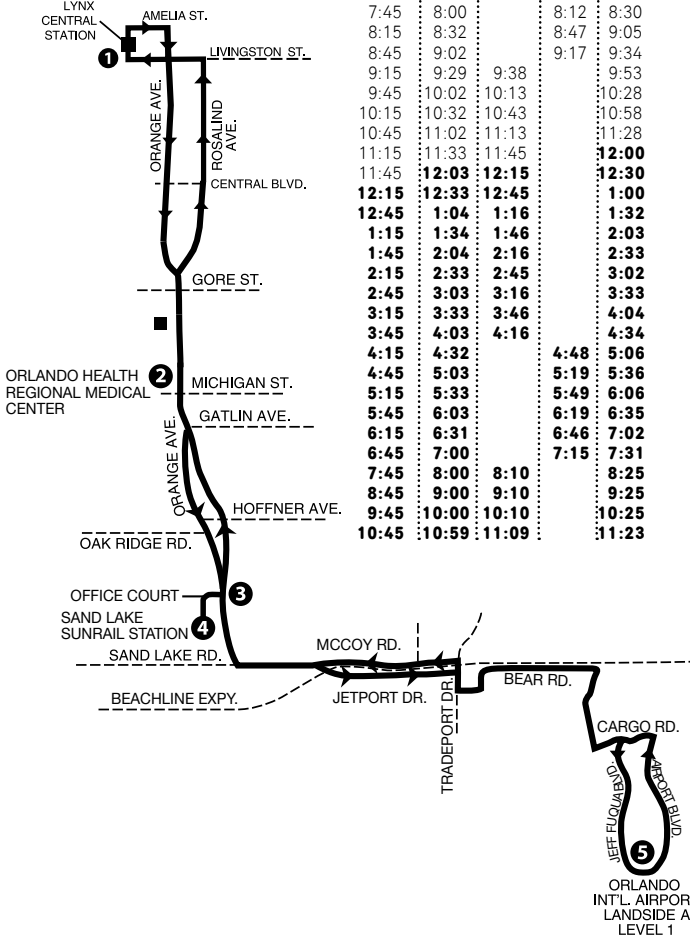 LYNX
CENTRAL
STATION
AMELIA ST.
1
LIVINGSTON ST.
ORANGE AVE.
ROSALIND
AVE.
CENTRAL BLVD.
GORE ST.
ORLANDO HEALTH
REGIONAL MEDICAL
CENTER
2
MICHIGAN ST.
GATLIN AVE.
ORANGE AVE.
HOFFNER AVE.
OAK RIDGE RD.
OFFICE COURT
3
SAND LAKE
SUNRAIL STATION
4
SAND LAKE RD.
MCCOY RD.
BEACHLINE EXPY.
JETPORT DR.
TRADEPORT DR.
BEAR RD.
CARGO RD.
JEFF FUQUA BLVD.
AIRPORT BLVD.
5
ORLANDO
INT'L. AIRPOR
LANDSIDE A
LEVEL 1
7:45 8:00 8:12 8:30
8:15 8:32 8:47 9:05
8:45 9:02 9:17 9:34
9:15 9:29 9:38 9:53
9:45 10:02 10:13 10:28
10:15 10:32 10:43 10:58
10:45 11:02 11:13 11:28
11:15 11:33 11:45 12:00
11:45 12:03 12:15 12:30
12:15 12:33 12:45 1:00
12:45 1:04 1:16 1:32
1:15 1:34 1:46 2:03
1:45 2:04 2:16 2:33
2:15 2:33 2:45 3:02
2:45 3:03 3:16 3:33
3:15 3:33 3:46 4:04
3:45 4:03 4:16 4:34
4:15 4:32 4:48 5:06
4:45 5:03 5:19 5:36
5:15 5:33 5:49 6:06
5:45 6:03 6:19 6:35
6:15 6:31 6:46 7:02
6:45 7:00 7:15 7:31
7:45 8:00 8:10 8:25
8:45 9:00 9:10 9:25
9:45 10:00 10:10 10:25
10:45 10:59 11:09 11:23